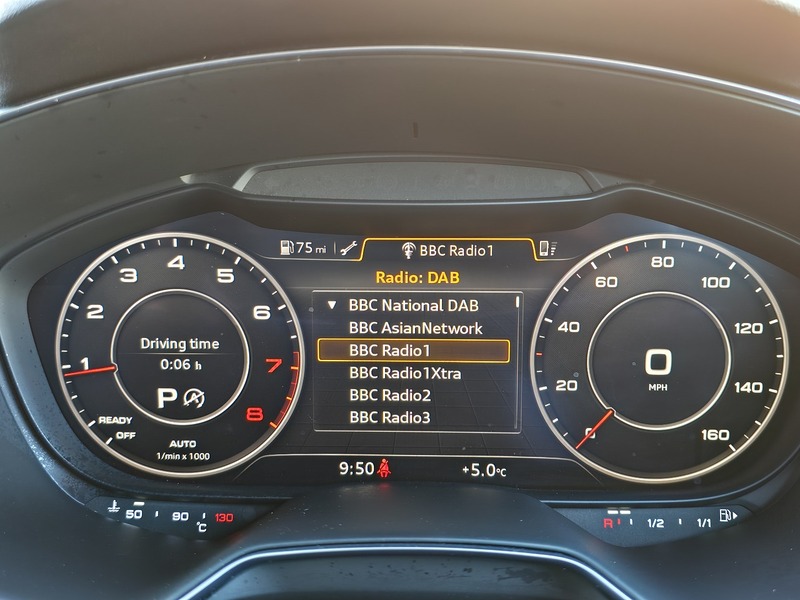 75 mi
BBC Radio1
Radio: DAB
BBC National DAB
BBC AsianNetwork
BBC Radio1
BBC Radio1Xtra
BBC Radio2
BBC Radio3
1
2
3
4
5
6
7
8
READY
OFF
Driving time
0:06 h
P
A
AUTO
1/min x 1000
0
20
40
60
80
100
120
140
160
0
MPH
9:50
+5.0°C
50
90
130
°C
R
1/2
1/1